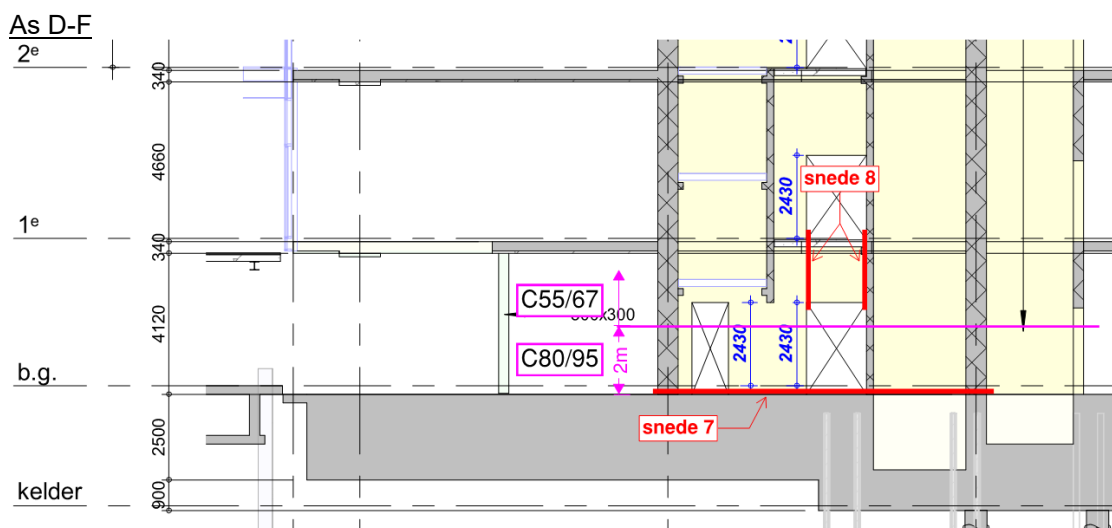 As D-F
2e
340
4660
2430
snede 8
1e
340
C55/67
300
4120
C80/95
2m
2430
2430
b.g.
snede 7
2500
kelder
900